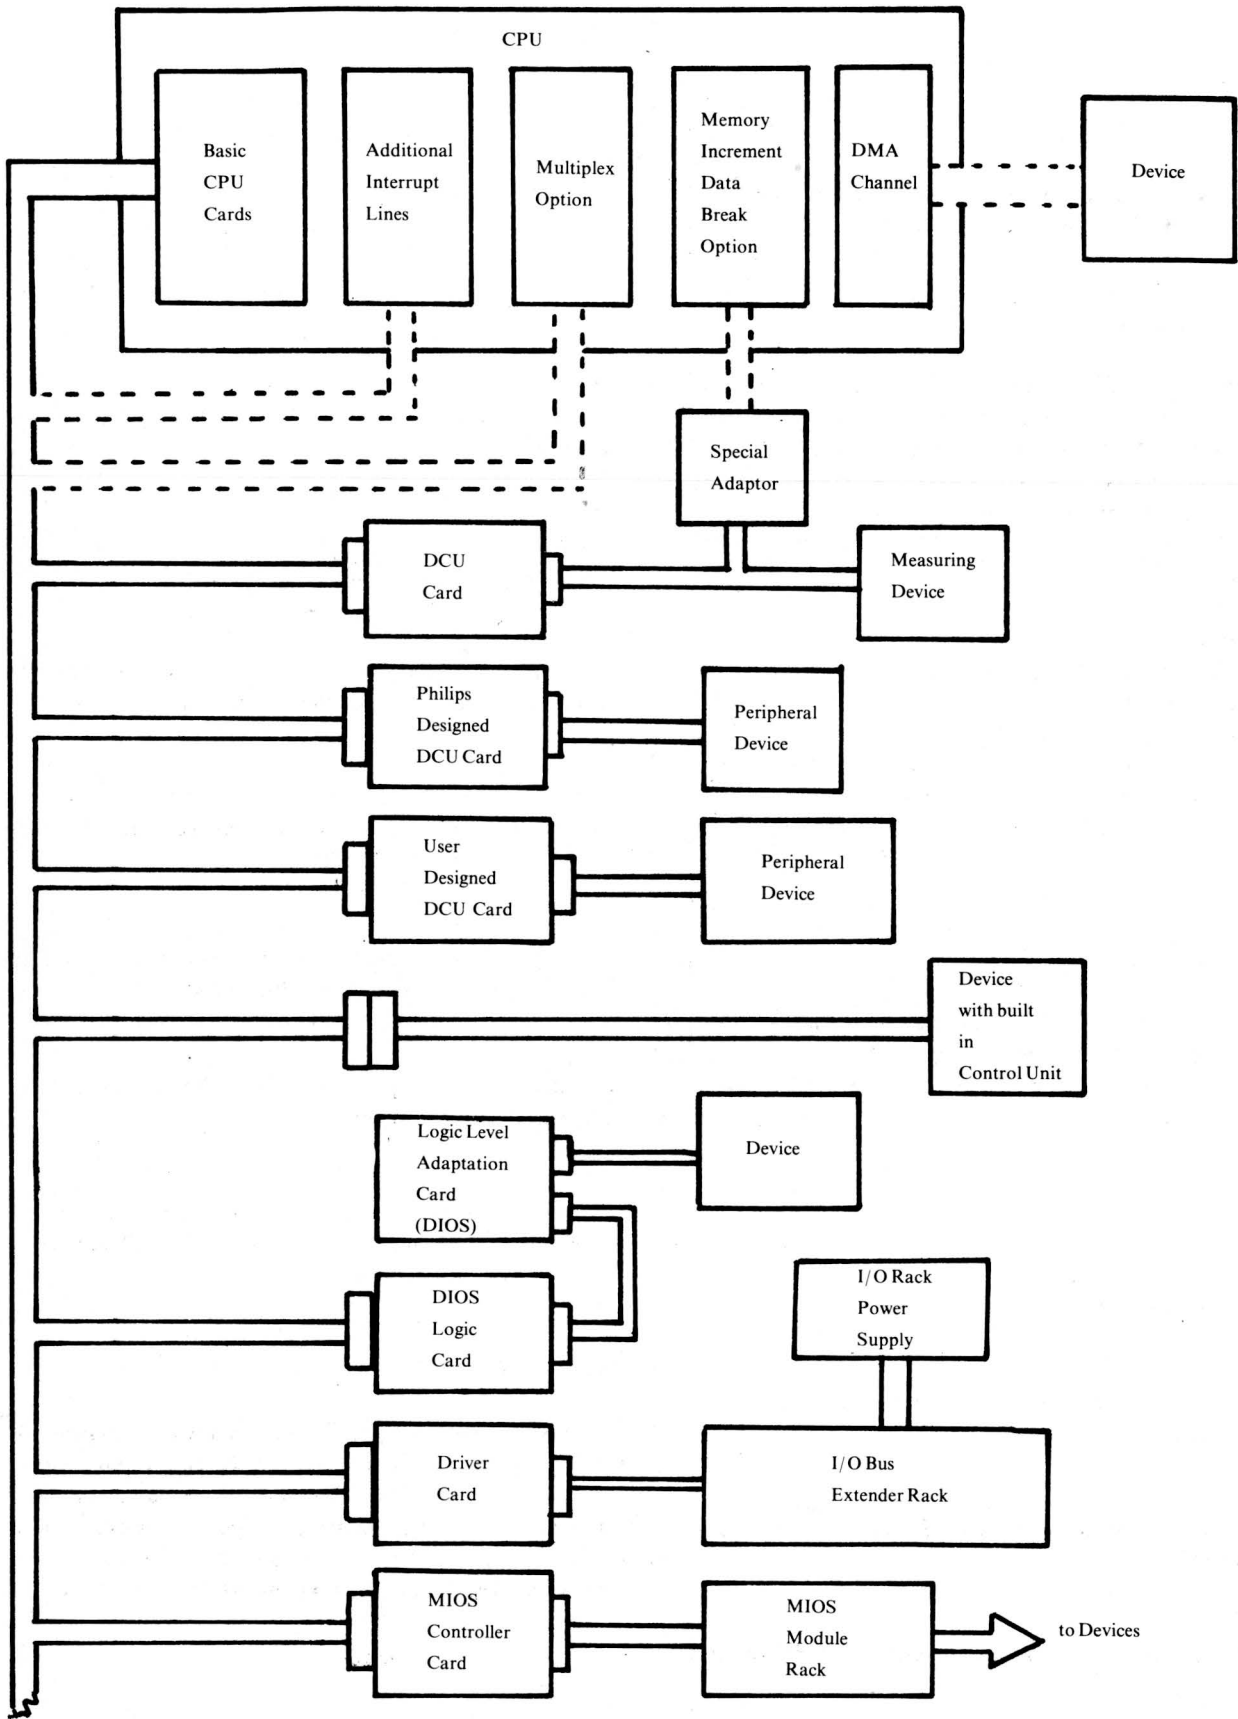 CPU
Basic
CPU
Cards
Additional
Interrupt
Lines
Multiplex
Option
Memory
Increment
Data
Break
Option
DMA
Channel
Device
Special
Adaptor
DCU
Card
Measuring
Device
Philips
Designed
DCU Card
Peripheral
Device
User
Designed
DCU Card
Peripheral
Device
Device
with built
in
Control Unit
Logic Level
Adaptation
Card
(DIOS)
Device
DIOS
Logic
Card
I/O Rack
Power
Supply
Driver
Card
I/O Bus
Extender Rack
MIOS
Controller
Card
MIOS
Module
Rack
to Devices